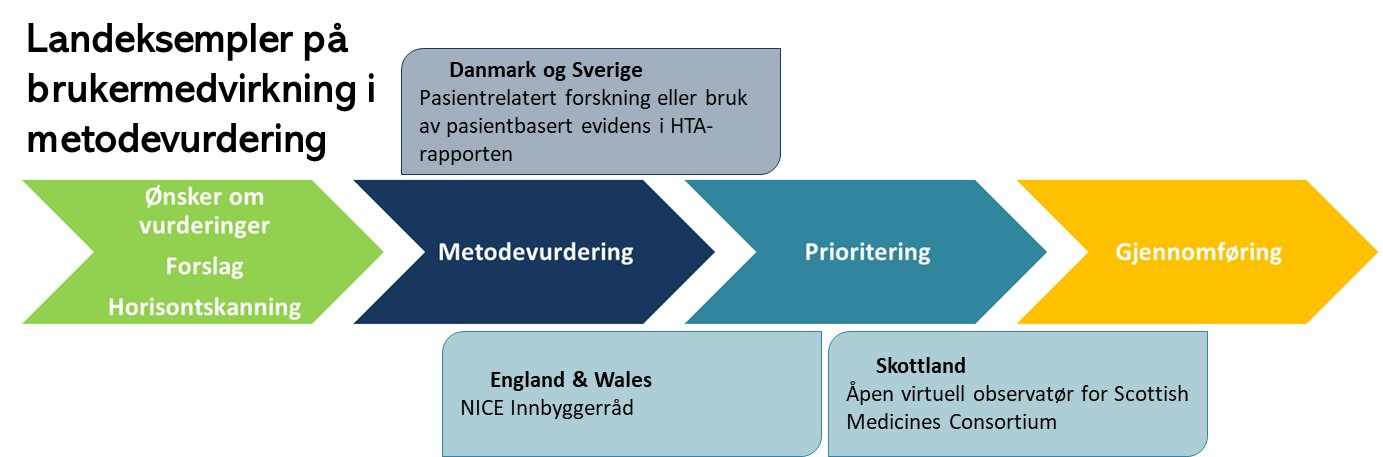 Landeksempler på
brukermedvirkning i
metodevurdering
Danmark og Sverige
Pasientrelatert forskning eller bruk
av pasientbasert evidens i HTA-
rapporten
Ønsker om
vurderinger
Forslag
Horisontskanning
Metodevurdering
Prioritering
Gjennomføring
England & Wales
NICE Innbyggerråd
Skottland
Åpen virtuell observatør for Scottish
Medicines Consortium